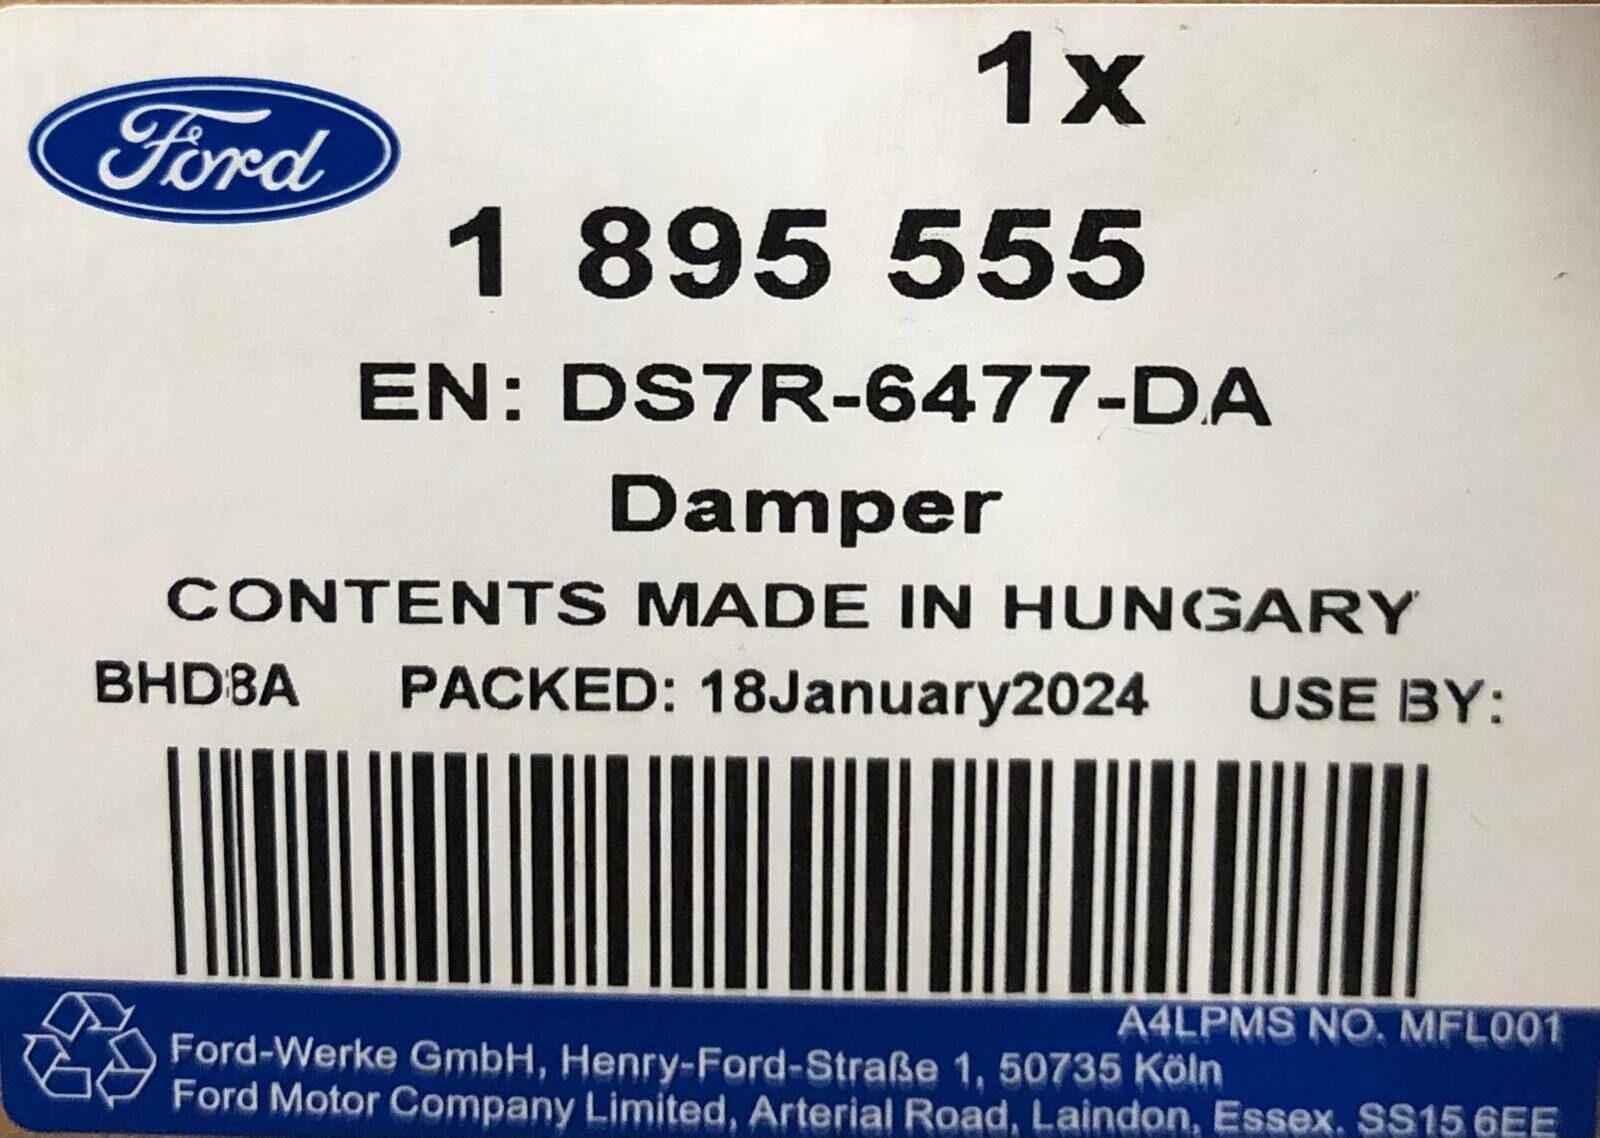 1x
Ford
1 895 555
EN: DS7R-6477-DA
Damper
CONTENTS MADE IN HUNGARY
BHD8A PACKED: 18January2024 USE BY:
A4LPMS NO. MFL001
Ford-Werke GmbH, Henry-Ford-Straße 1, 50735 Köln
Ford Motor Company Limited, Arterial Road, Laindon, Essex. SS15 6EE